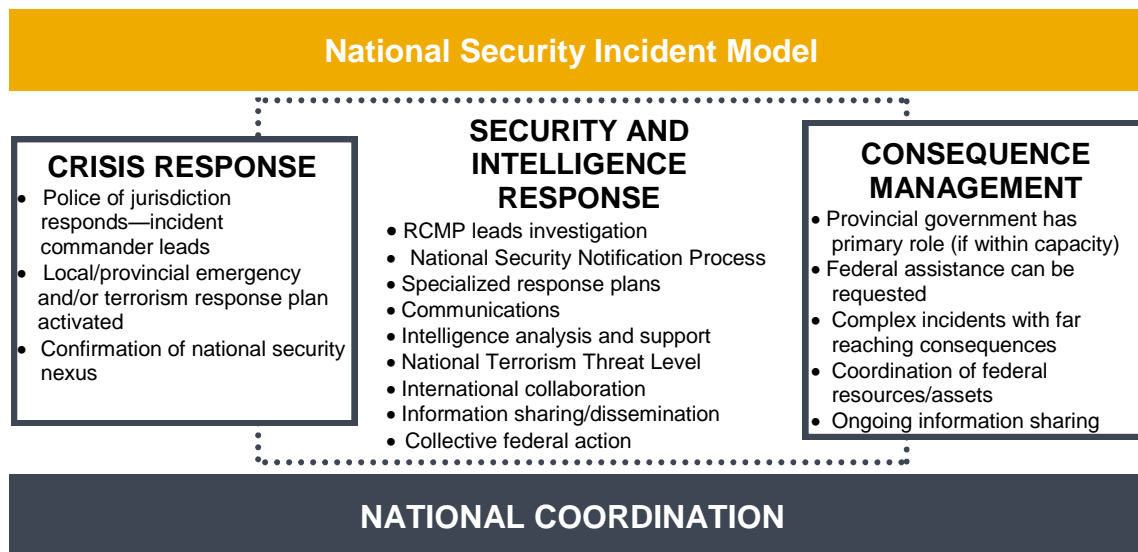 National Security Incident Model
CRISIS RESPONSE
• Police of jurisdiction
responds—incident
commander leads
• Local/provincial emergency
and/or terrorism response plan
activated
• Confirmation of national security
nexus
SECURITY AND
INTELLIGENCE
RESPONSE
• RCMP leads investigation
• National Security Notification Process
• Specialized response plans
• Communications
• Intelligence analysis and support
• National Terrorism Threat Level
• International collaboration
• Information sharing/dissemination
• Collective federal action
CONSEQUENCE
MANAGEMENT
• Provincial government has
primary role (if within capacity)
• Federal assistance can be
requested
• Complex incidents with far
reaching consequences
• Coordination of federal
resources/assets
• Ongoing information sharing
NATIONAL COORDINATION